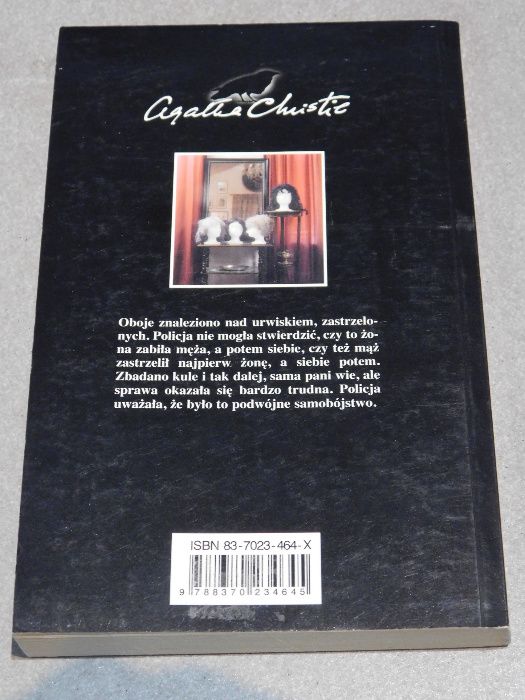 Agatha Christie
Oboje znaleziono nad urwiskiem, zastrzelo-
nych. Policja nie mogła stwierdzić, czy to żo-
na zabiła męża, a potem siebie, czy też mąż
zastrzelił najpierw żonę, a siebie potem.
Zbadano kule i tak dalej, sama pani wie, ale
sprawa okazała się bardzo trudna. Policja
uważała, że było to podwójne samobójstwo.
ISBN 83-7023-464-X
9 788370 234645